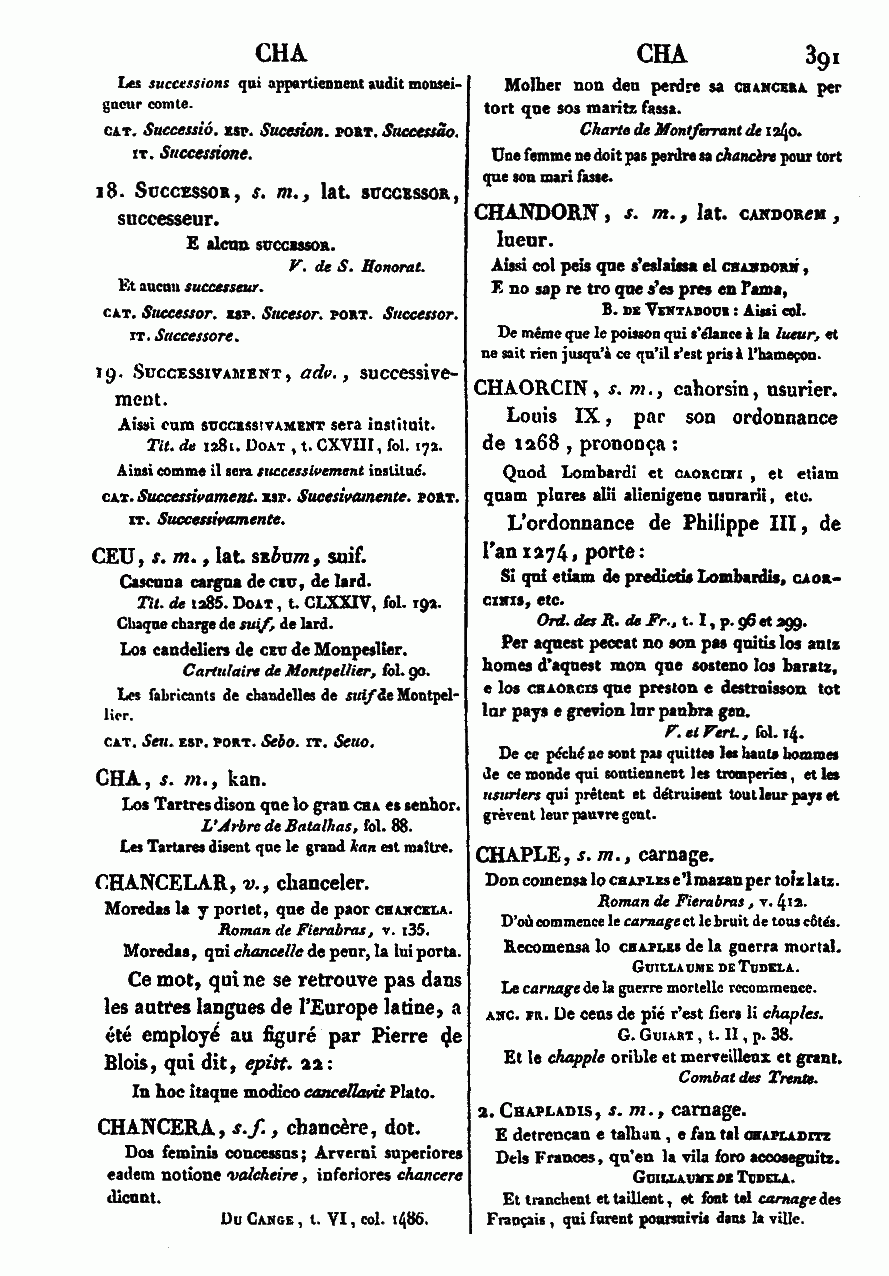 CHA CHA 391
Les successions qui appartiennent audit monsei-
gneur comte.
CAT. Successió. ESP. Sucesion. PORT. Successão.
IT. Successione.
18. SUCCESSOR, s. m., lat. SUCCESSOR,
successeur.
E alcun SUCCESSOR.
V. de S. Honorat.
Et aucun successeur.
CAT. Successor. ESP. Sucesor. PORT. Successor.
IT. Successore.
19. SUCCESSIVAMENT, adv., successive-
ment.
Aissi cum SUCCESSIVAMENT sera instituit.
Tit. de 1281. DOAT, t. CXVIII, fol. 172.
Ainsi comme il sera successivement institué.
CAT. Successivament. ESP. Sucesivamente. PORT.
IT. Successivamente.
CEU, s. m., lat. SEbum, suif.
Cascuna cargua de CEU, de lard.
Tit. de 1285. DOAT, t. CLXXIV, fol. 192.
Chaque charge de suif, de lard.
Los candeliers de CEU de Monpeslier.
Cartulaire de Montpellier, fol. 90.
Les fabricants de chandelles de suif de Montpel-
lier.
CAT. Seu. ESP. PORT. Sebo. IT. Sevo.
CHA, s. m., kan.
Los Tartres dison que lo gran CHA es senhor.
L'Arbre de Batalhas, fol. 88.
Les Tartares disent que le grand kan est maître.
CHANCELAR, v., chanceler.
Moredas la y portet, que de paor CHANCELA.
Roman de Fierabras, v. 135.
Moredas, qui chancelle de peur, la lui porta.
Ce mot, qui ne se retrouve pas dans
les autres langues de l'Europe latine, a
été employé au figuré par Pierre de
Blois, qui dit, epist. 22:
In hoc itaque modico cancellavit Plato.
CHANCERA, s. f., chancère, dot.
Dos feminis concessus; Arverni superiores
eadem notione valcheire, inferiores chancere
dicunt.
DU CANGE, t. VI, col. 1486.
Molher non deu perdre sa CHANCERA per
tort que sos maritz fassa.
Charte de Montferrant de 1240.
Une femme ne doit pas perdre sa chancère pour tort
que son mari fasse.
CHANDORN, s. m., lat. CANDOREM,
lueur.
Aissi col peis que s'eslaissa el CHANDORN,
E no sap re tro que s'es pres en l'ama,
B. DE VENTADOUR: Aissi col.
De même que le poisson qui s'élance à la lueur, et
ne sait rien jusqu'à ce qu'il s'est pris à l'hameçon.
CHAORCIN, s. m., cahorsin, usurier.
Louis IX, par son ordonnance
de 1268, prononça:
Quod Lombardi et CAORCINI, et etiam
quam plures alii alienigene usurarii, etc.
L'ordonnance de Philippe III, de
l'an 1274, porte:
Si qui etiam de predictis Lombardis, CAOR-
CINIS, etc.
Ord. des R. de Fr., t. I, p. 96 et 299.
Per aquest peccat no son pas quitis los autz
homes d'aquest mon que sosteno los baratz,
e los CHAORCIS que preston e destruisson tot
lur pays e grevion lur paubra gen.
V. et Vert., fol. 14.
De ce péché ne sont pas quittes les hauts hommes
de ce monde qui soutiennent les tromperies, et les
usuriers qui prêtent et détruisent tout leur pays et
grèvent leur pauvre gent.
CHAPLE, s. m., carnage.
Don comensa lo CHAPLES e'l mazan per totz latz.
Roman de Fierabras, v. 412.
D'où commence le carnage et le bruit de tous côtés.
Recomensa lo CHAPLES de la guerra mortal.
GUILLAUME DE TUDELA.
Le carnage de la guerre mortelle recommence.
ANC. FR. De cens de pié r'est fiers li chaples.
G. GUIART, t. II, p. 38.
Et le chapple orible et merveilleux et grant.
Combat des Trente.
2. CHAPLADIS, s. m., carnage.
E detrencan e talhan, e fan tal CHAPLADITZ
Dels Frances, qu'en la vila foro accoseguitz.
GUILLAUME DE TUDELA.
Et tranchent et taillent, et font tel carnage des
Français, qui furent poursuivis dans la ville.